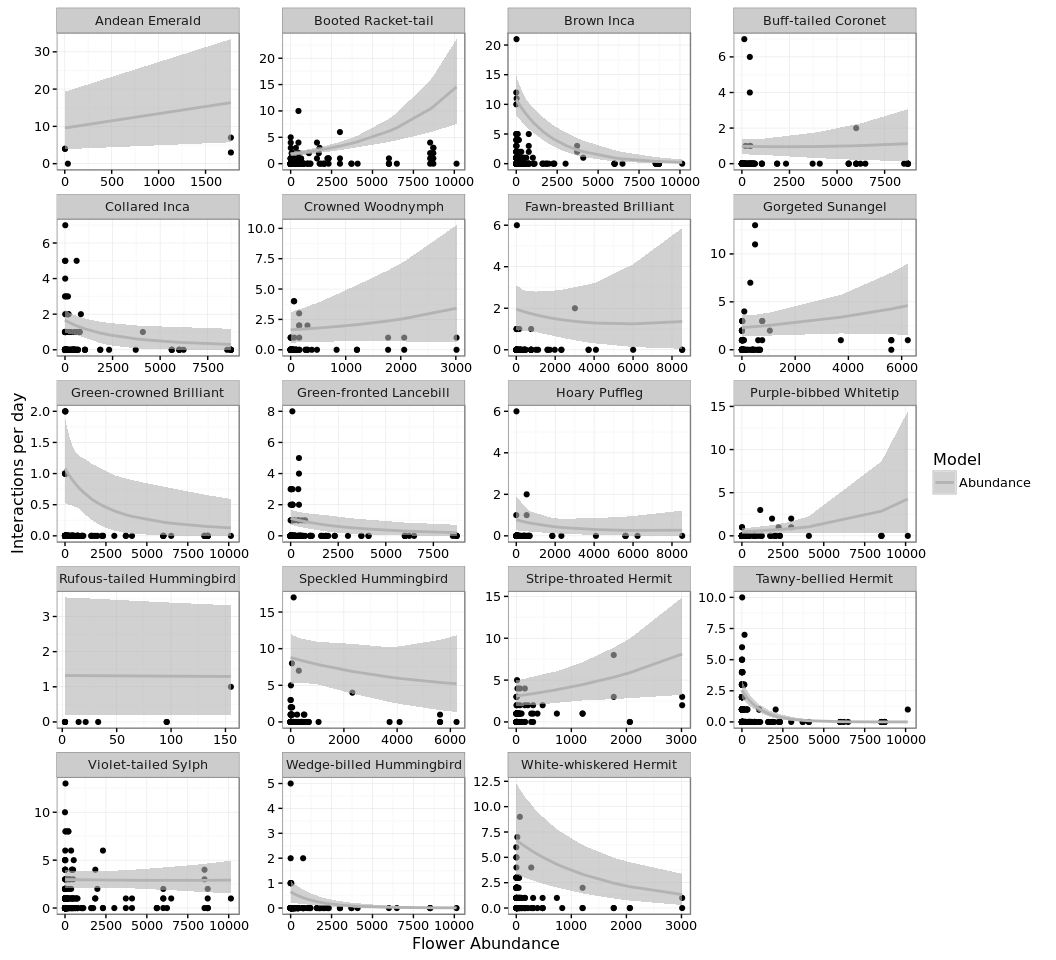 Andean Emerald
Booted Racket-tail
Brown Inca
Buff-tailed Coronet
30
20
10
0
0 500 1000 1500
20
15
10
5
0
0 2500 5000 7500 10000
20
15
10
5
0
0 2500 5000 7500 10000
6
4
2
0
0 2500 5000 7500
Collared Inca
Crowned Woodnymph
Fawn-breasted Brilliant
Gorgeted Sunangel
6
4
2
0
0 2500 5000 7500
10.0
7.5
5.0
2.5
0.0
0 1000 2000 3000
6
4
2
0
0 2000 4000 6000 8000
10
5
0
0 2000 4000 6000
Green-crowned Brilliant
Green-fronted Lancebill
Hoary Puffleg
Purple-bibbed Whitetip
2.0
1.5
1.0
0.5
0.0
0 2500 5000 7500 10000
8
6
4
2
0
0 2500 5000 7500
6
4
2
0
0 2000 4000 6000 8000
15
10
5
0
0 2500 5000 7500 10000
Rufous-tailed Hummingbird
Speckled Hummingbird
Stripe-throated Hermit
Tawny-bellied Hermit
3
2
1
0
0 50 100 150
15
10
5
0
0 2000 4000 6000
15
10
5
0
0 1000 2000 3000
10.0
7.5
5.0
2.5
0.0
0 2500 5000 7500 10000
Violet-tailed Sylph
Wedge-billed Hummingbird
White-whiskered Hermit
10
5
0
0 2500 5000 7500 10000
5
4
3
2
1
0
0 2500 5000 7500 10000
12.5
10.0
7.5
5.0
2.5
0.0
0 1000 2000 3000
Interactions per day
Flower Abundance
Model
Abundance